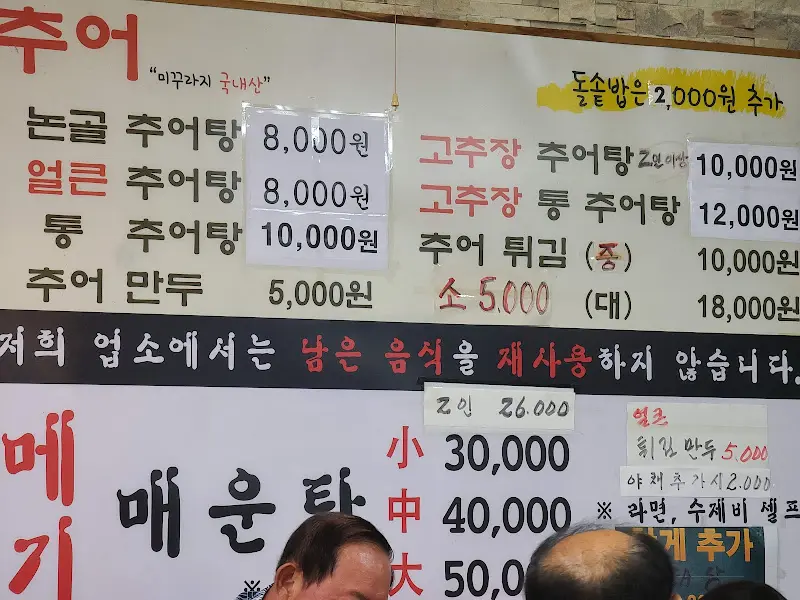 추어 "미꾸라지 국내산"
돌솥밥은 2,000원 추가
논골 추어탕 8,000원
얼큰 추어탕 8,000원
통 추어탕 10,000원
추어 만두 5,000원
고추장 추어탕 2인이상 10,000원
고추장 통 추어탕 12,000원
추어 튀김 (중) 10,000원
소 5.000 (대) 18,000원
저희 업소에서는 남은 음식을 재사용하지 않습니다.
메기
매운탕
2인 26.000
小 30,000
中 40,000
大 50,0
얼큰
튀김 만두 5.000
야채추가시 2.000
※ 라면, 수제비 셀프
추가